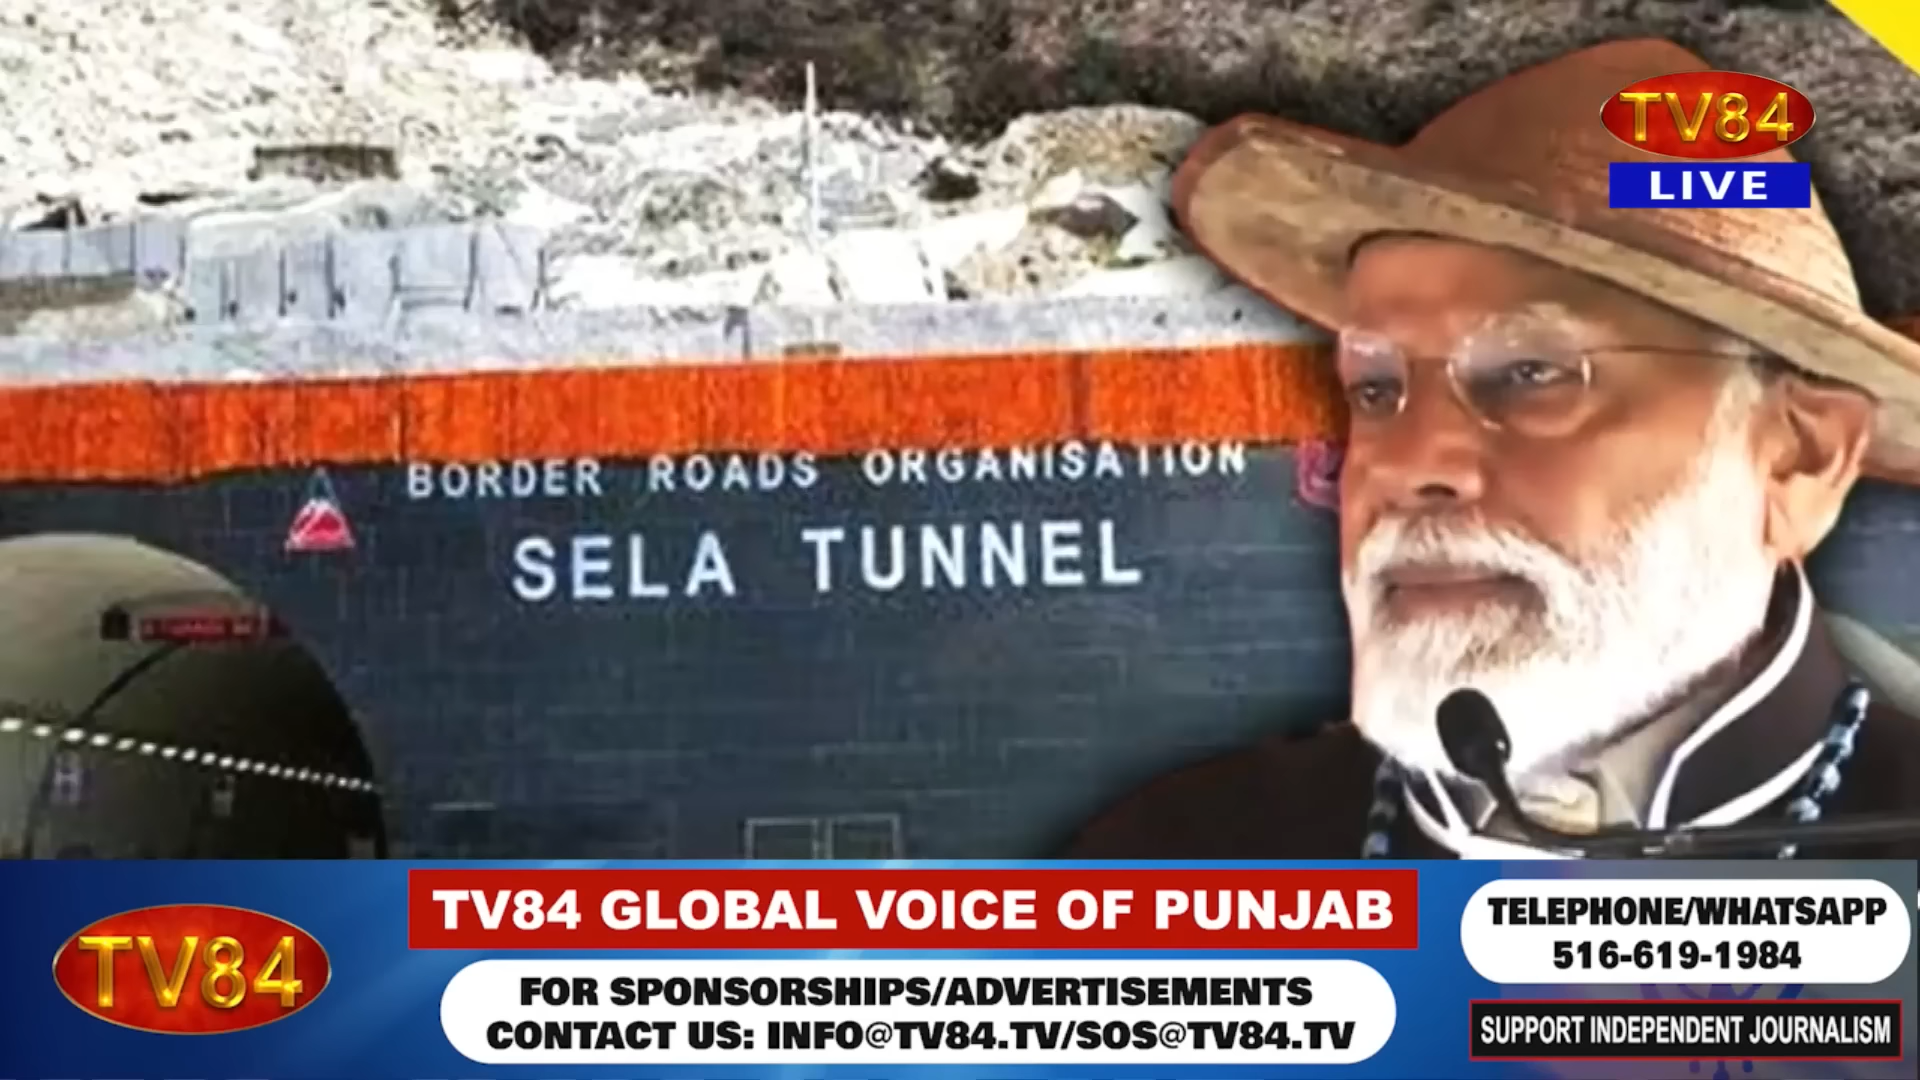 TV84
LIVE
BORDER ROADS ORGANISATION
SELA TUNNEL
TV84
TV84 GLOBAL VOICE OF PUNJAB
FOR SPONSORSHIPS/ADVERTISEMENTS
CONTACT US: INFO@TV84.TV/SOS@TV84.TV
TELEPHONE/WHATSAPP
516-619-1984
SUPPORT INDEPENDENT JOURNALISM